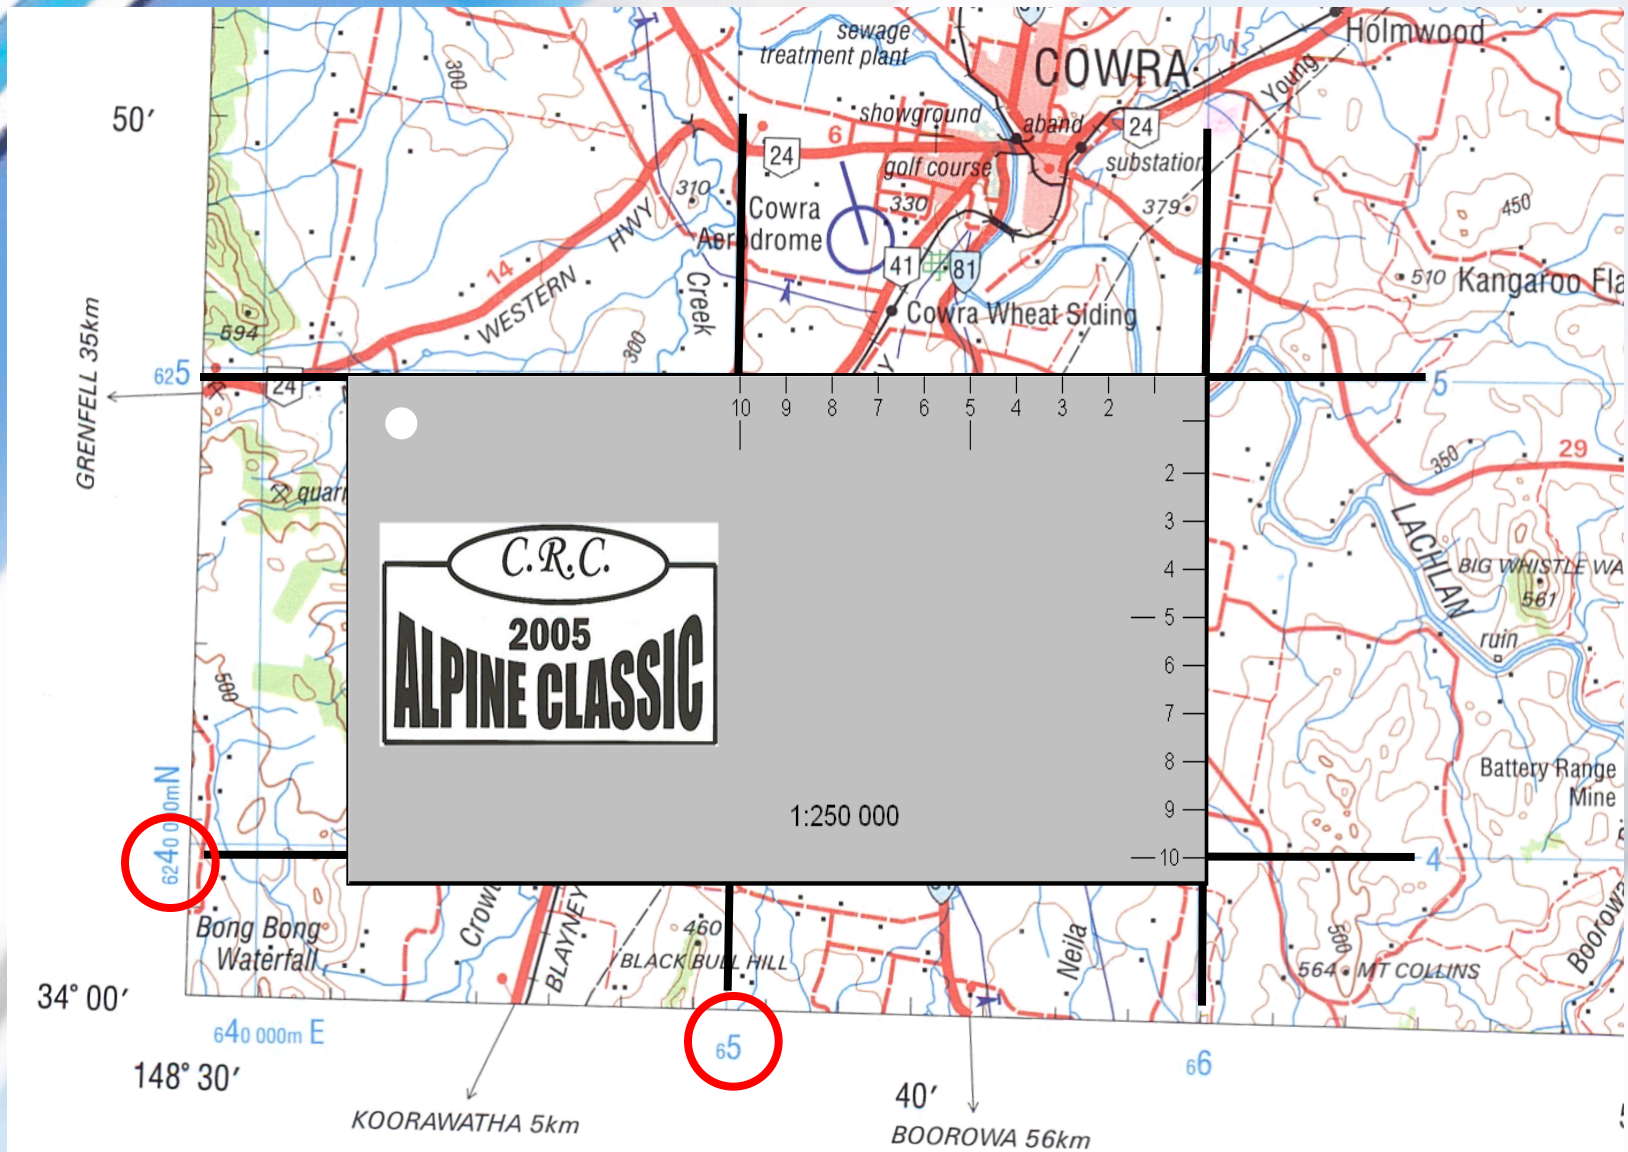 Holmwood
sewage
treatment plant
COWRA
300
Young
50′
showground
aband
24
6
24
golf course
substation
310
330
379
450
Cowra
Aerodrome
HWY
14
WESTERN
Creek
41
81
510
Kangaroo Fla
Cowra Wheat Siding
594
300
GRENFELL 35km
625
24
5
Y
10 9 8 7 6 5 4 3 2
29
350
quarr
2
3
4
5
6
7
8
9
10
LACHLAN
BIG WHISTLE WA
561
ruin
C.R.C.
2005
ALPINE CLASSIC
500
Battery Range
Mine
1:250 000
6240 000mN
4
Bong Bong
Waterfall
Crow
BLAYNEY
460
BLACK BULL HILL
Neila
500
564
MT COLLINS
Boorowa
34° 00′
640 000m E
65
66
148° 30′
40′
KOORAWATHA 5km
BOOROWA 56km